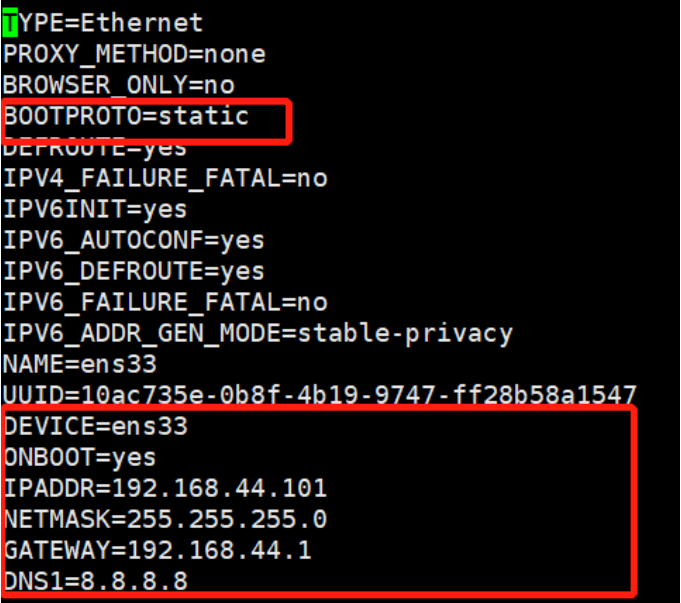 TYPE=Ethernet
PROXY_METHOD=none
BROWSER_ONLY=no
BOOTPROTO=static
DEFROUTE=yes
IPV4_FAILURE_FATAL=no
IPV6INIT=yes
IPV6_AUTOCONF=yes
IPV6_DEFROUTE=yes
IPV6_FAILURE_FATAL=no
IPV6_ADDR_GEN_MODE=stable-privacy
NAME=ens33
UUID=10ac735e-0b8f-4b19-9747-ff28b58a1547
DEVICE=ens33
ONBOOT=yes
IPADDR=192.168.44.101
NETMASK=255.255.255.0
GATEWAY=192.168.44.1
DNS1=8.8.8.8